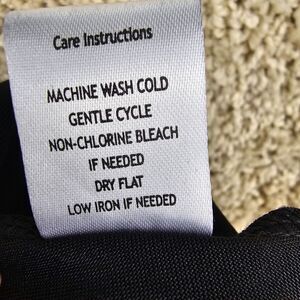 Care Instructions
MACHINE WASH COLD
GENTLE CYCLE
NON-CHLORINE BLEACH
IF NEEDED
DRY FLAT
LOW IRON IF NEEDED